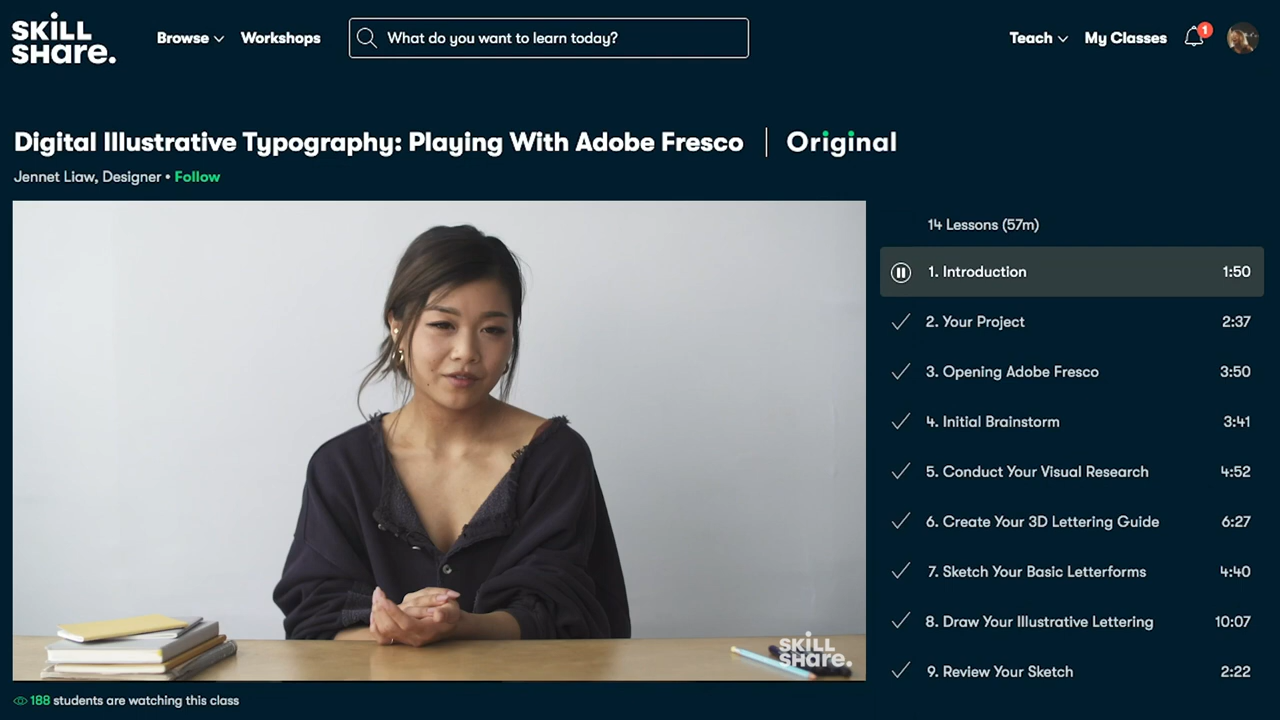 SKiLL
SHare.
Browse
Workshops
What do you want to learn today?
Teach
My Classes
1
Digital Illustrative Typography: Playing With Adobe Fresco | Original
Jennet Liaw, Designer • Follow
14 Lessons (57m)
1. Introduction 1:50
2. Your Project 2:37
3. Opening Adobe Fresco 3:50
4. Initial Brainstorm 3:41
5. Conduct Your Visual Research 4:52
6. Create Your 3D Lettering Guide 6:27
7. Sketch Your Basic Letterforms 4:40
8. Draw Your Illustrative Lettering 10:07
9. Review Your Sketch 2:22
SKiLL
SHare.
188 students are watching this class